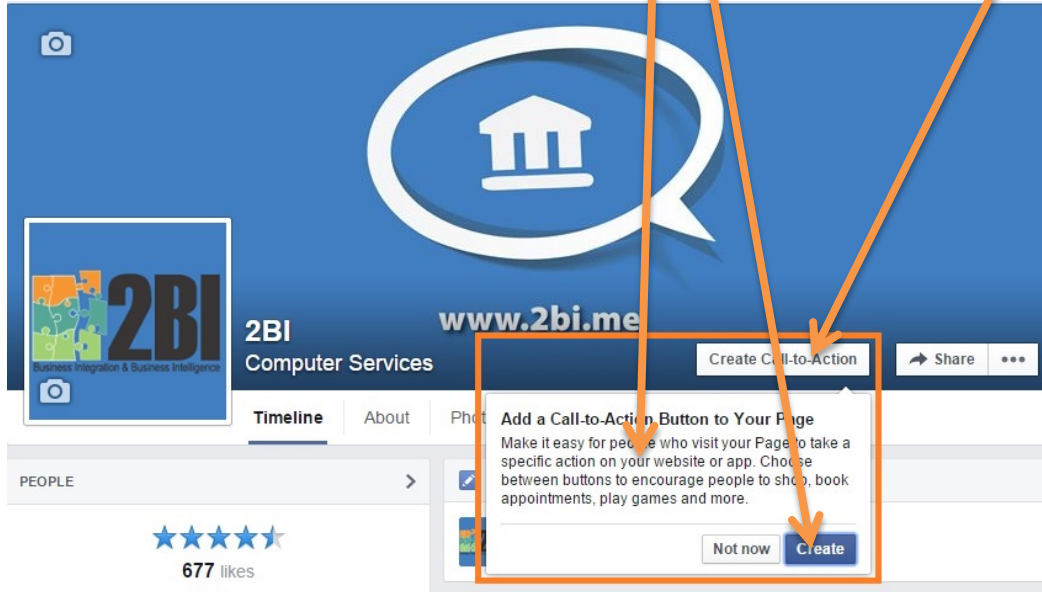 2BI
Business Integration & Business Intelligence
2BI
Computer Services
www.2bi.me
Create Call-to-Action
Share
Timeline
About
Phot
Add a Call-to-Action Button to Your Page
Make it easy for people who visit your Page to take a
specific action on your website or app. Choose
between buttons to encourage people to shop, book
appointments, play games and more.
Not now
Create
PEOPLE
677 likes